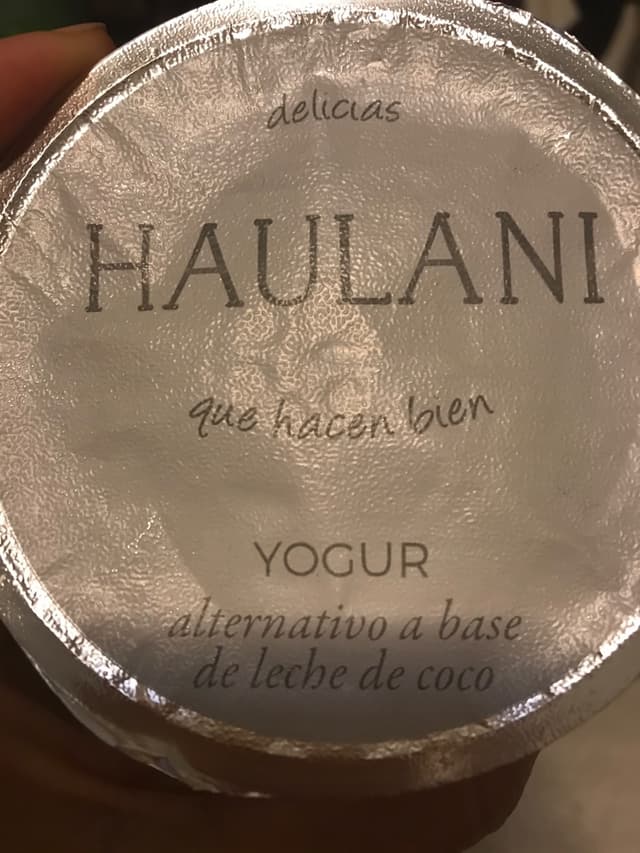 delicias
HAULANI
que hacen bien
YOGUR
alternativo a base
de leche de coco